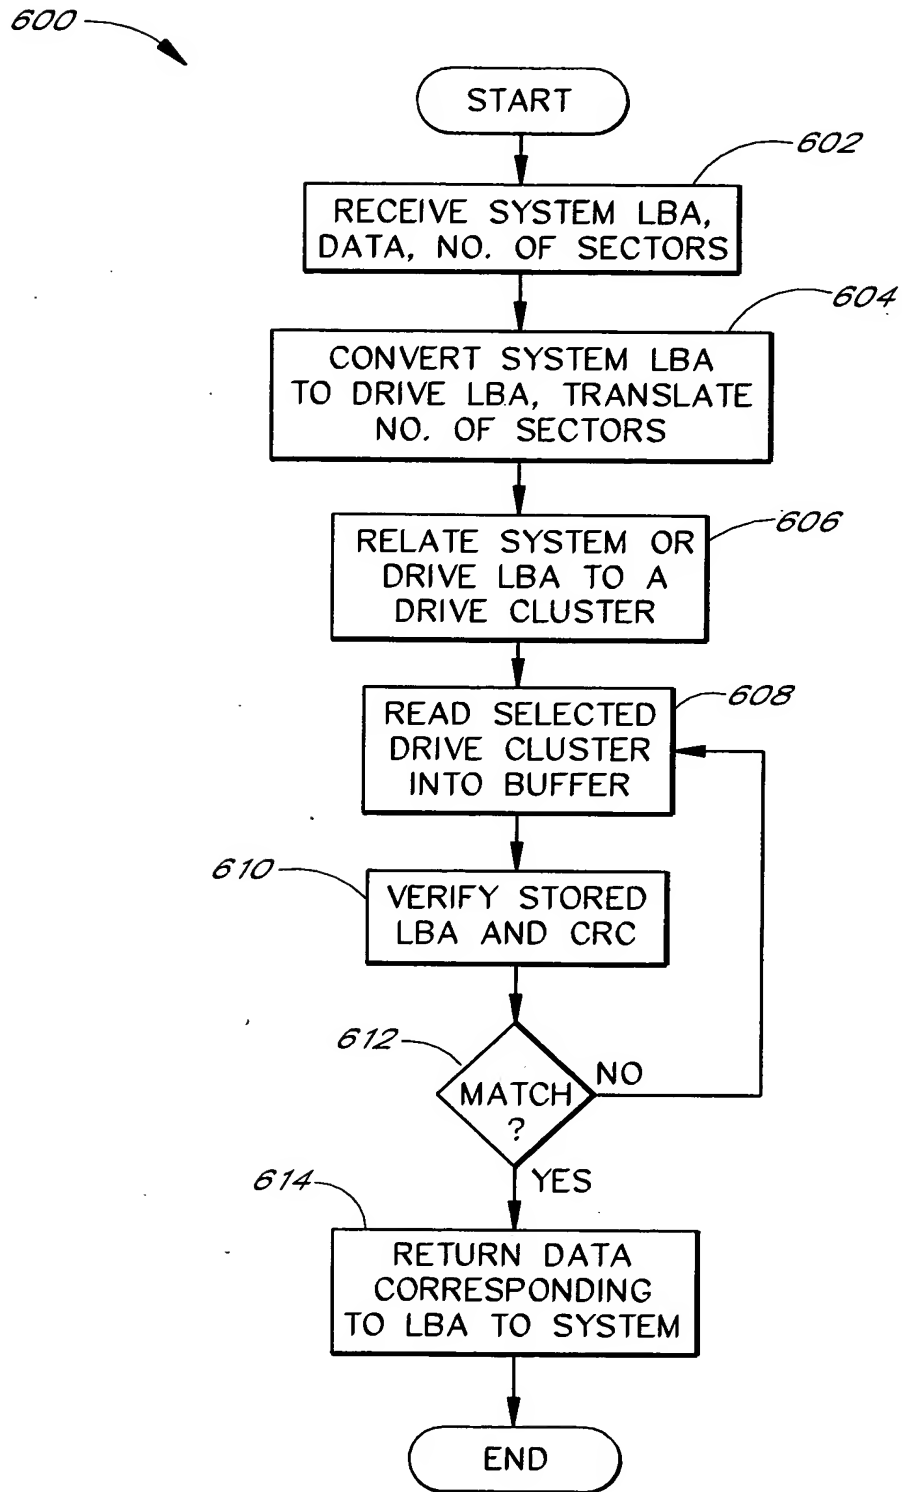 600
START
602
RECEIVE SYSTEM LBA,
DATA, NO. OF SECTORS
604
CONVERT SYSTEM LBA
TO DRIVE LBA, TRANSLATE
NO. OF SECTORS
606
RELATE SYSTEM OR
DRIVE LBA TO A
DRIVE CLUSTER
608
READ SELECTED
DRIVE CLUSTER
INTO BUFFER
610
VERIFY STORED
LBA AND CRC
612
NO
MATCH
?
YES
614
RETURN DATA
CORRESPONDING
TO LBA TO SYSTEM
END